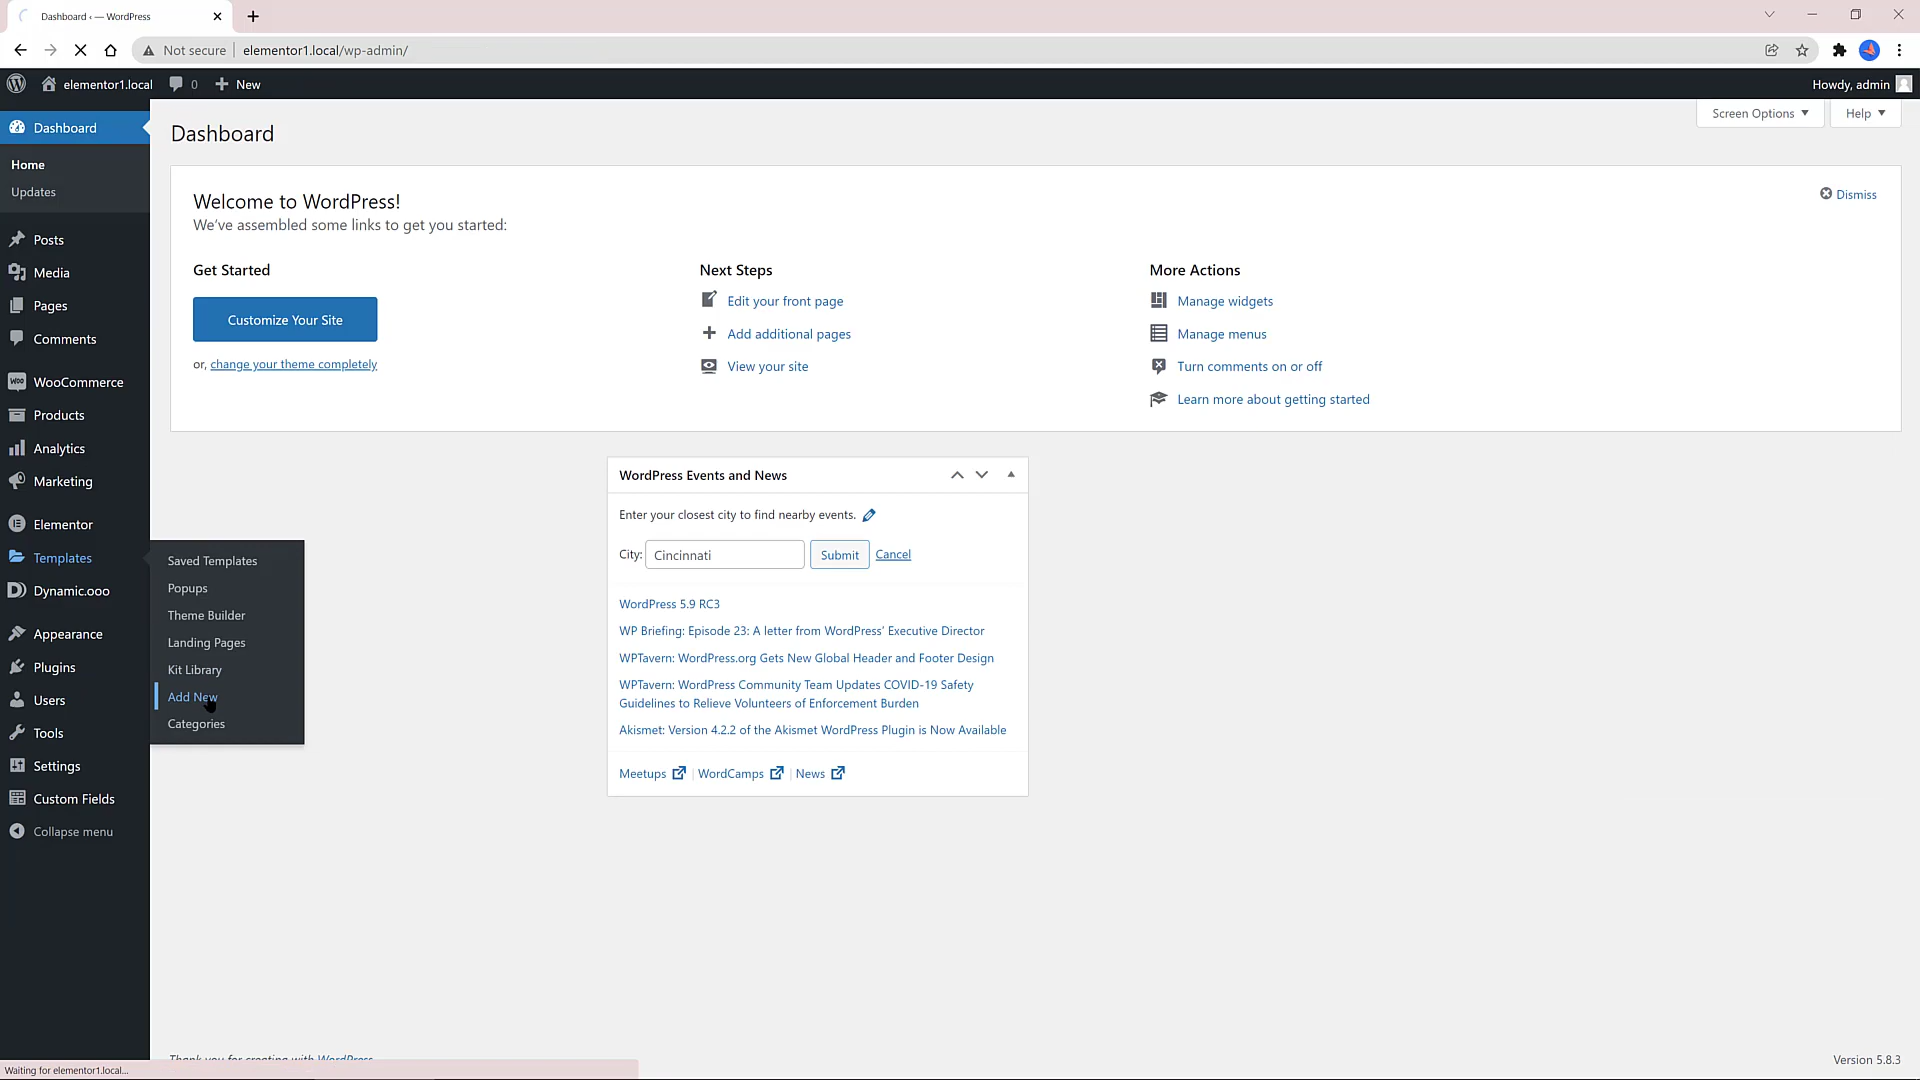 Dashboard ‹ — WordPress
Not secure
elementor1.local/wp-admin/
elementor1.local
0
New
Howdy, admin
Screen Options
Help
Dashboard
Home
Updates
Posts
Media
Pages
Comments
WooCommerce
Products
Analytics
Marketing
Elementor
Templates
Dynamic.ooo
Appearance
Plugins
Users
Tools
Settings
Custom Fields
Collapse menu
Saved Templates
Popups
Theme Builder
Landing Pages
Kit Library
Add New
Categories
Dashboard
Welcome to WordPress!
We've assembled some links to get you started:
Dismiss
Get Started
Customize Your Site
or, change your theme completely
Next Steps
Edit your front page
Add additional pages
View your site
More Actions
Manage widgets
Manage menus
Turn comments on or off
Learn more about getting started
WordPress Events and News
Enter your closest city to find nearby events.
City: Cincinnati Submit Cancel
WordPress 5.9 RC3
WP Briefing: Episode 23: A letter from WordPress' Executive Director
WPTavern: WordPress.org Gets New Global Header and Footer Design
WPTavern: WordPress Community Team Updates COVID-19 Safety
Guidelines to Relieve Volunteers of Enforcement Burden
Akismet: Version 4.2.2 of the Akismet WordPress Plugin is Now Available
Meetups | WordCamps | News
Thank you for creating with WordPress
Version 5.8.3
Waiting for elementor1.local...